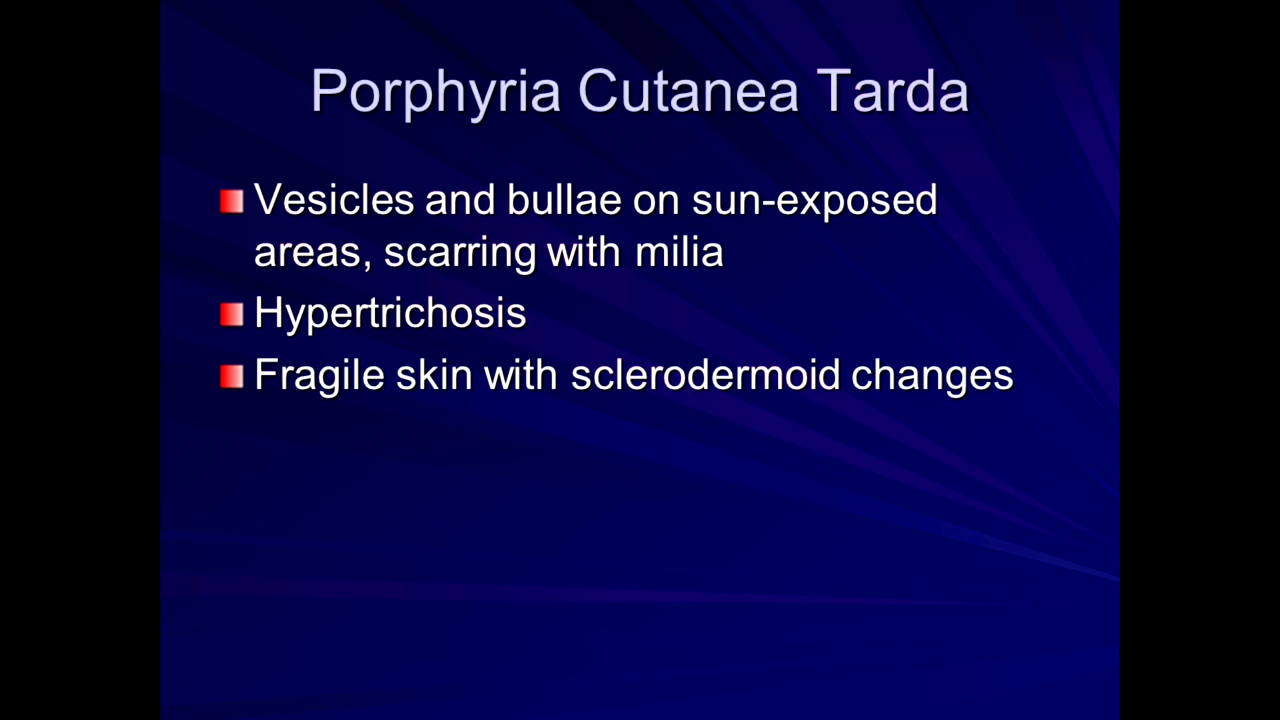 Porphyria Cutanea Tarda
Vesicles and bullae on sun-exposed
areas, scarring with milia
Hypertrichosis
Fragile skin with sclerodermoid changes